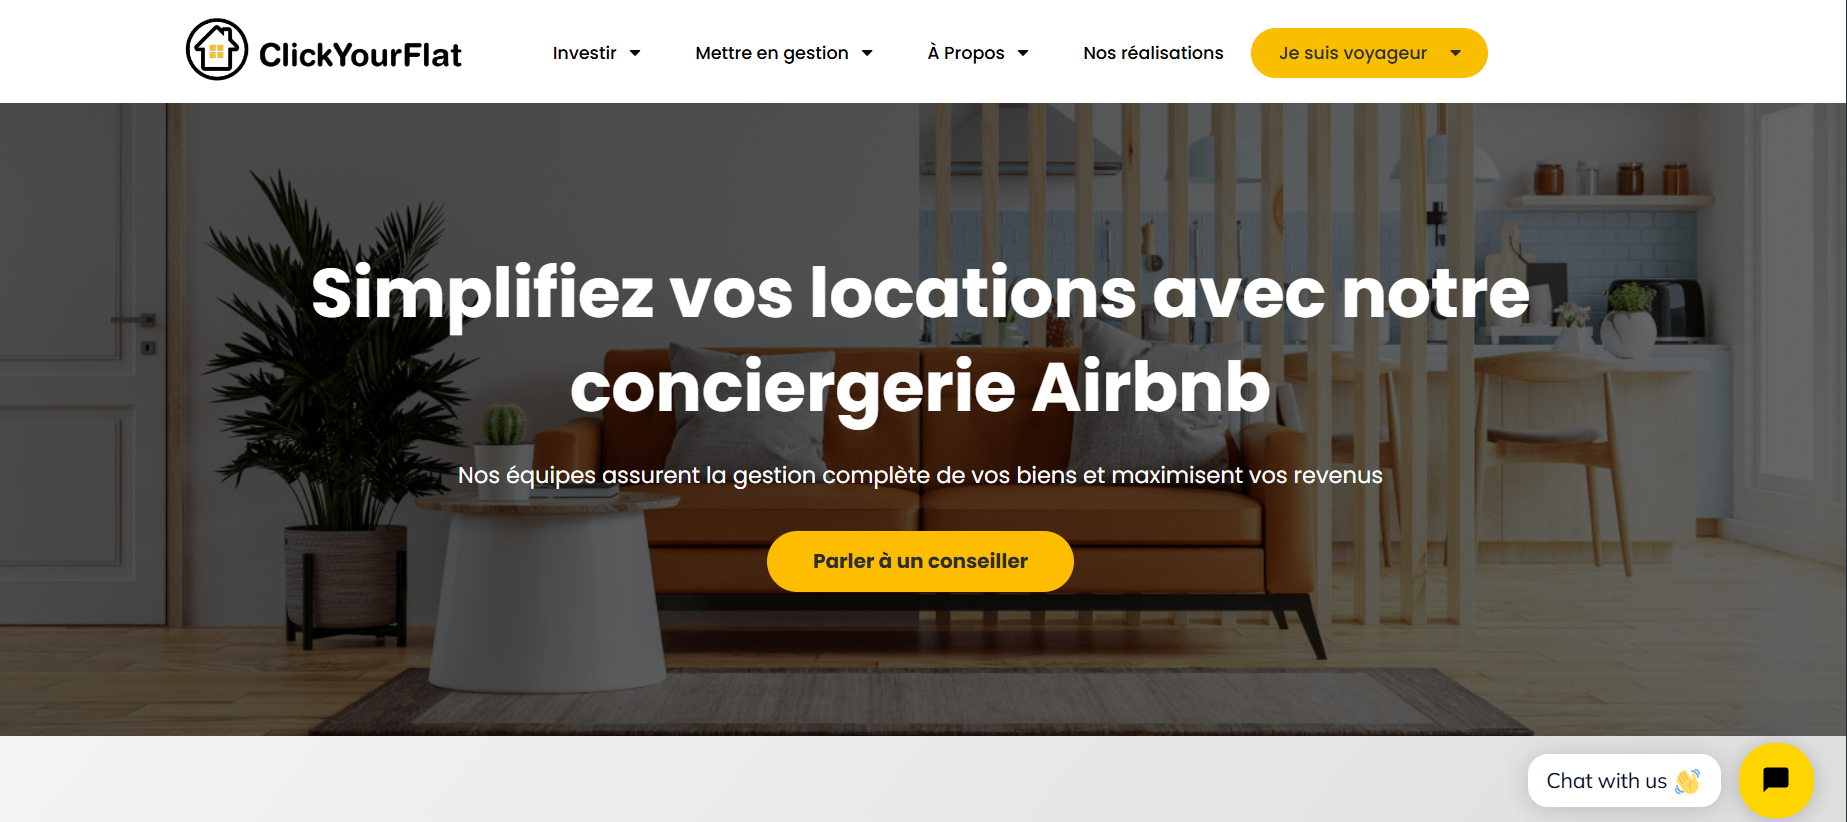 ClickYourFlat
Investir
Mettre en gestion
À Propos
Nos réalisations
Je suis voyageur
Simplifiez vos locations avec notre
conciergerie Airbnb
Nos équipes assurent la gestion complète de vos biens et maximisent vos revenus
Parler à un conseiller
Chat with us 👋